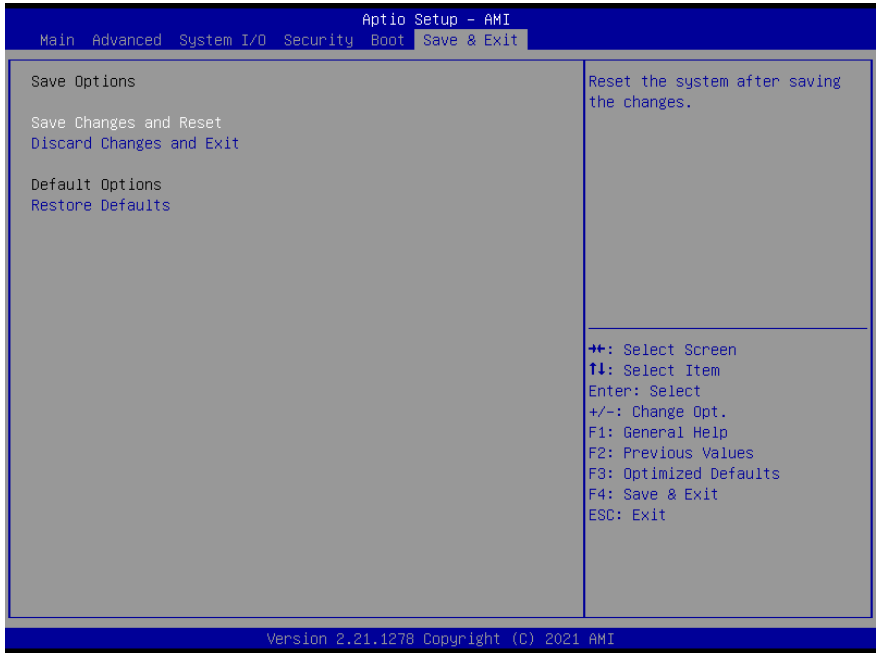 Aptio Setup – AMI
Main Advanced System I/O Security Boot Save & Exit
Save Options
Save Changes and Reset
Discard Changes and Exit
Default Options
Restore Defaults
Reset the system after saving
the changes.
→←: Select Screen
↑↓: Select Item
Enter: Select
+/-: Change Opt.
F1: General Help
F2: Previous Values
F3: Optimized Defaults
F4: Save & Exit
ESC: Exit
Version 2.21.1278 Copyright (C) 2021 AMI